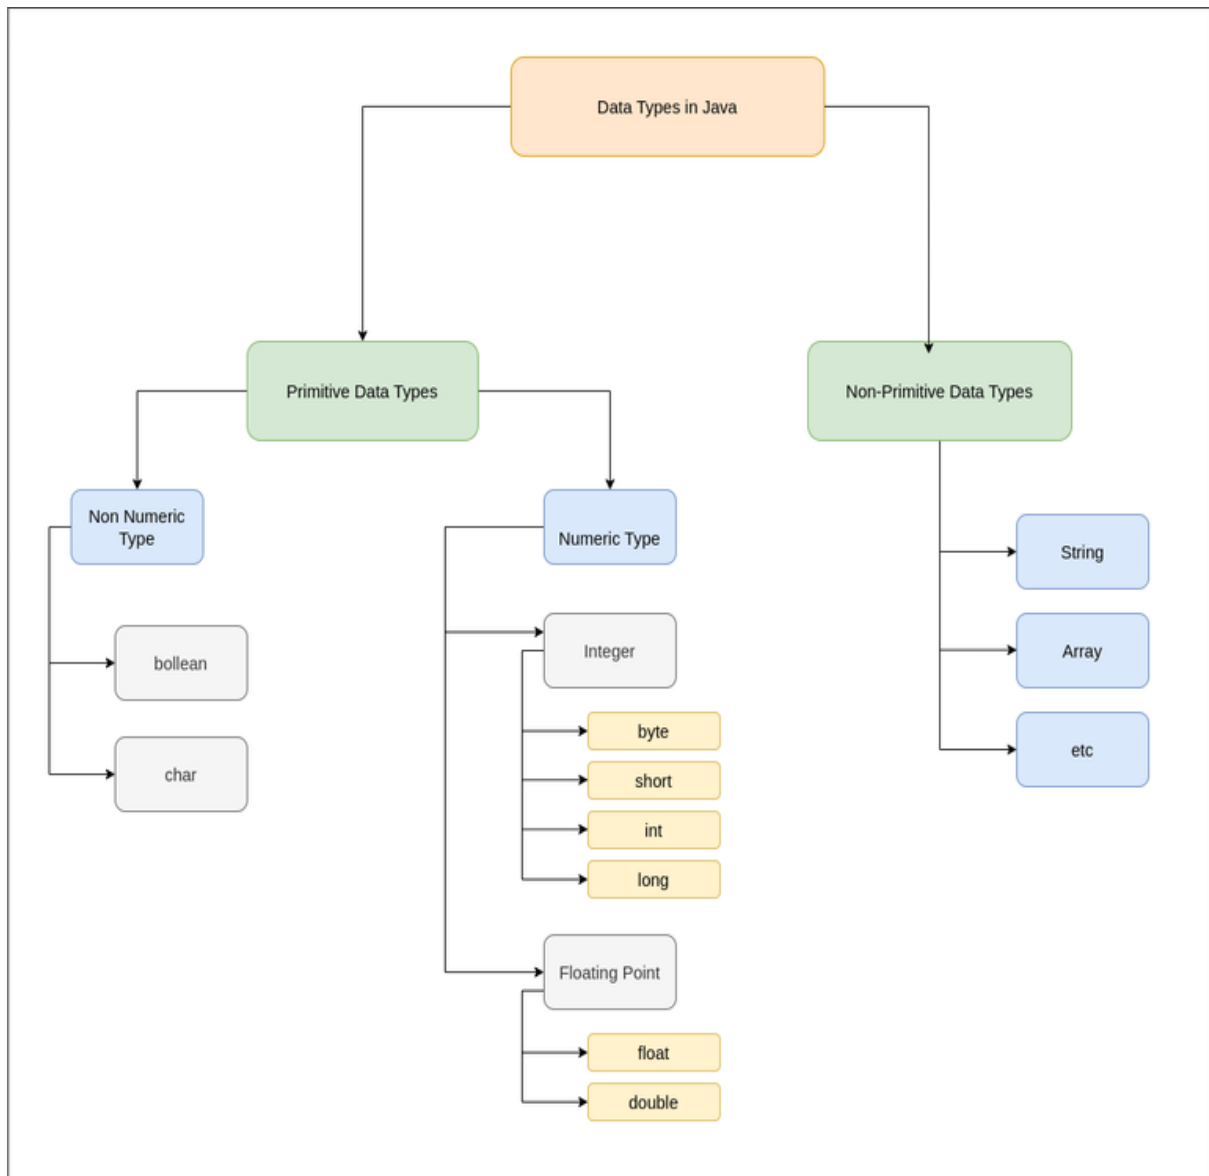 Data Types in Java
Primitive Data Types
Non-Primitive Data Types
Non Numeric
Type
Numeric Type
bollean
char
Integer
byte
short
int
long
Floating Point
float
double
String
Array
etc